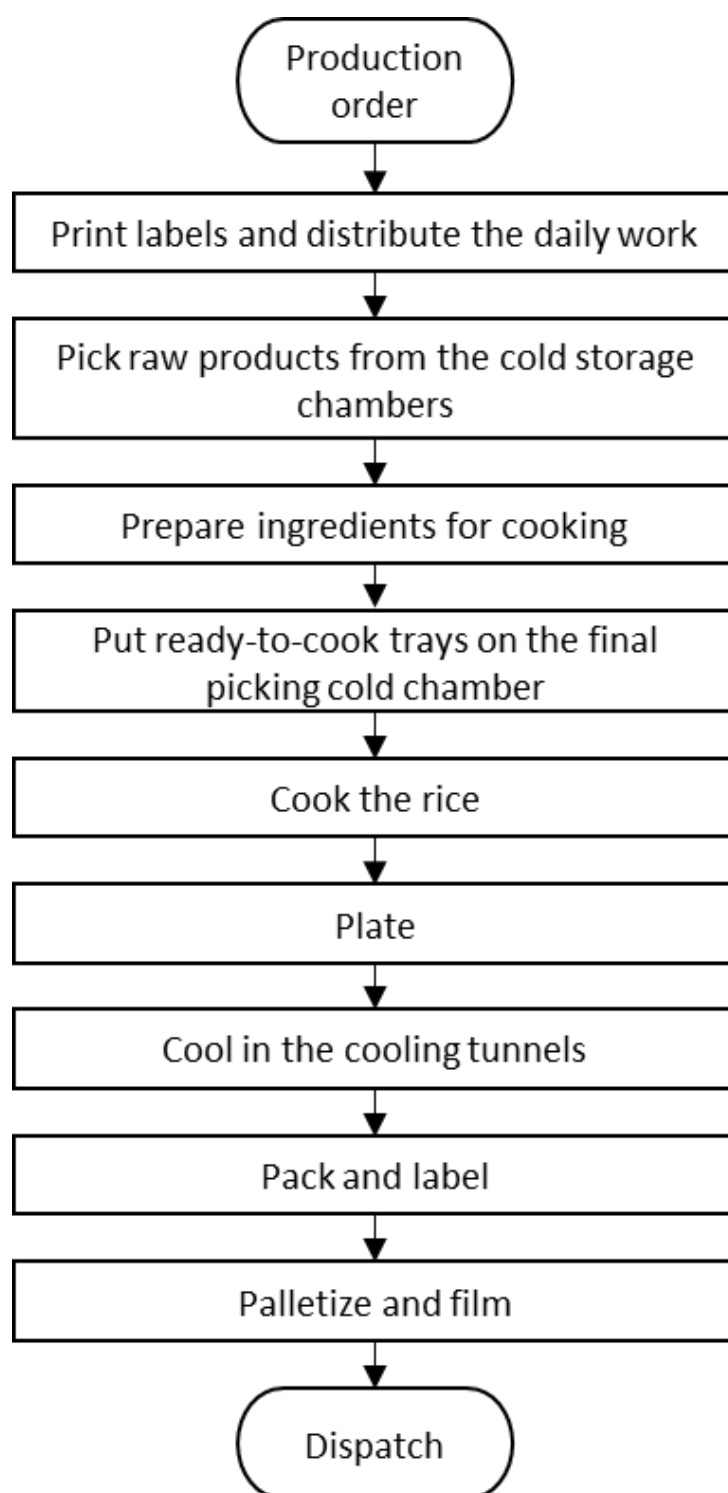 Production
order
Print labels and distribute the daily work
Pick raw products from the cold storage
chambers
Prepare ingredients for cooking
Put ready-to-cook trays on the final
picking cold chamber
Cook the rice
Plate
Cool in the cooling tunnels
Pack and label
Palletize and film
Dispatch